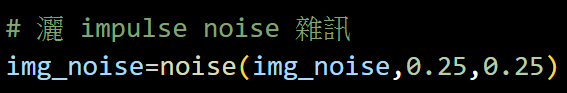 # 灑 impulse noise 雜訊
img_noise=noise(img_noise,0.25,0.25)